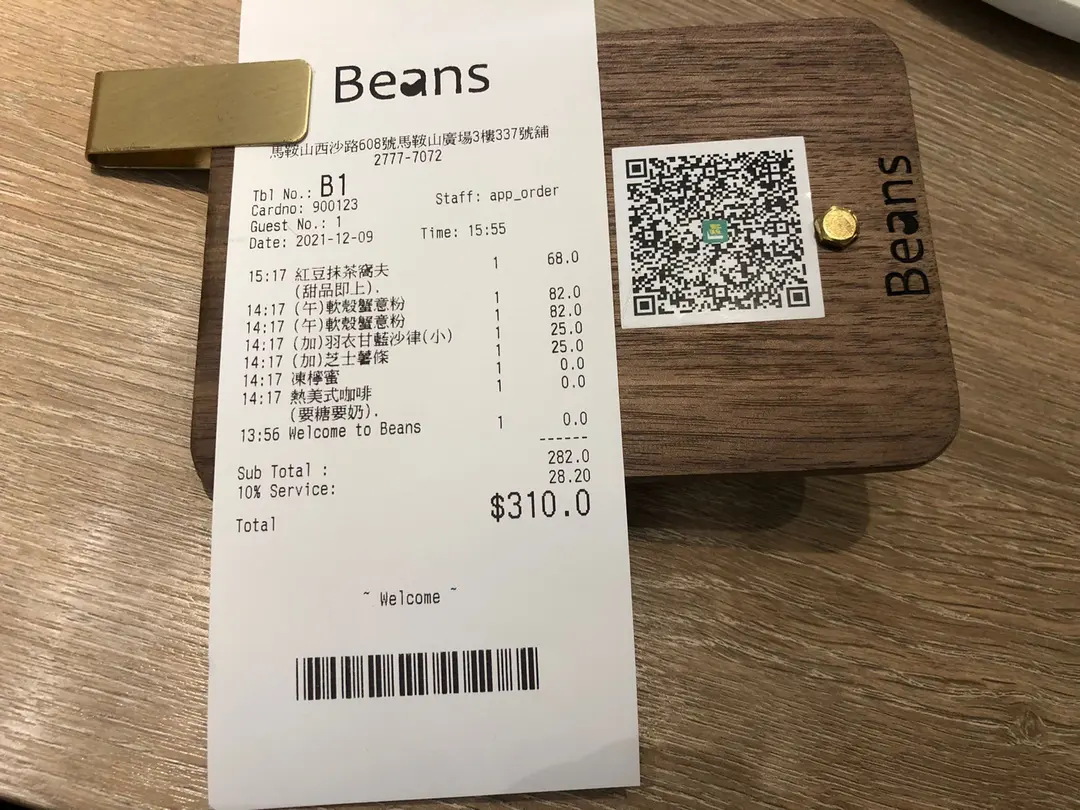 Beans
馬鞍山西沙路608號馬鞍山廣場3樓337號舖
2777-7072
Tbl No.: B1
Cardno: 900123 Staff: app_order
Guest No.: 1
Date: 2021-12-09 Time: 15:55
15:17 紅豆抹茶窩夫 1 68.0
(甜品即上).
14:17 (午)軟殼蟹意粉 1 82.0
14:17 (午)軟殼蟹意粉 1 82.0
14:17 (加)羽衣甘藍沙律(小) 1 25.0
14:17 (加)芝士薯條 1 25.0
14:17 凍檸蜜 1 0.0
14:17 熱美式咖啡 1 0.0
(要糖要奶).
13:56 Welcome to Beans 1 0.0
------
Sub Total : 282.0
10% Service: 28.20
Total $310.0
~ Welcome ~
Beans